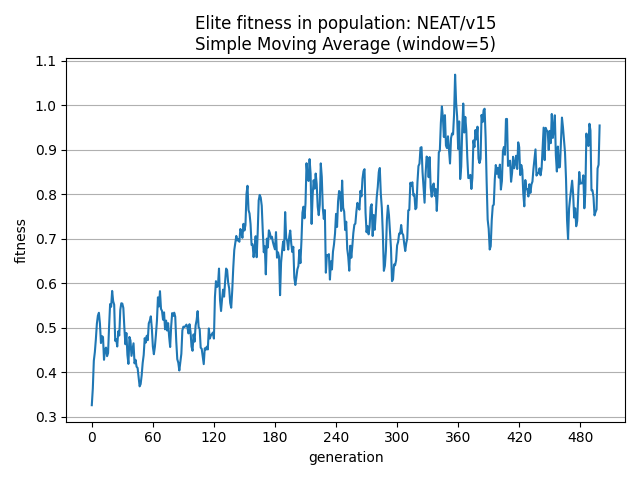 Elite fitness in population: NEAT/v15
Simple Moving Average (window=5)
1.1
1.0
0.9
0.8
0.7
0.6
0.5
0.4
0.3
fitness
0 60 120 180 240 300 360 420 480
generation